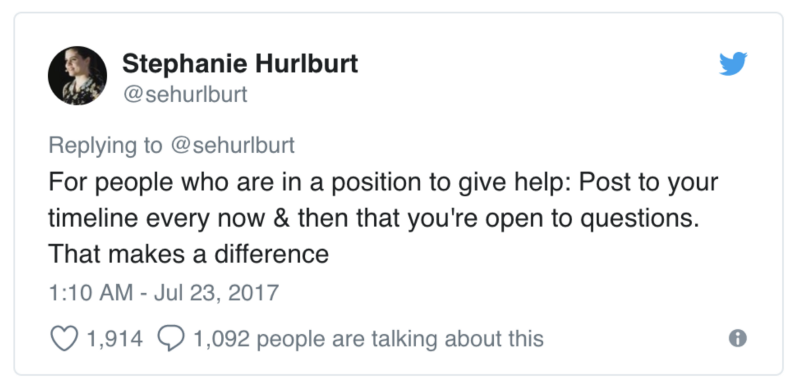 Stephanie Hurlburt
@sehurlburt
Replying to @sehurlburt
For people who are in a position to give help: Post to your
timeline every now & then that you're open to questions.
That makes a difference
1:10 AM - Jul 23, 2017
1,914 1,092 people are talking about this